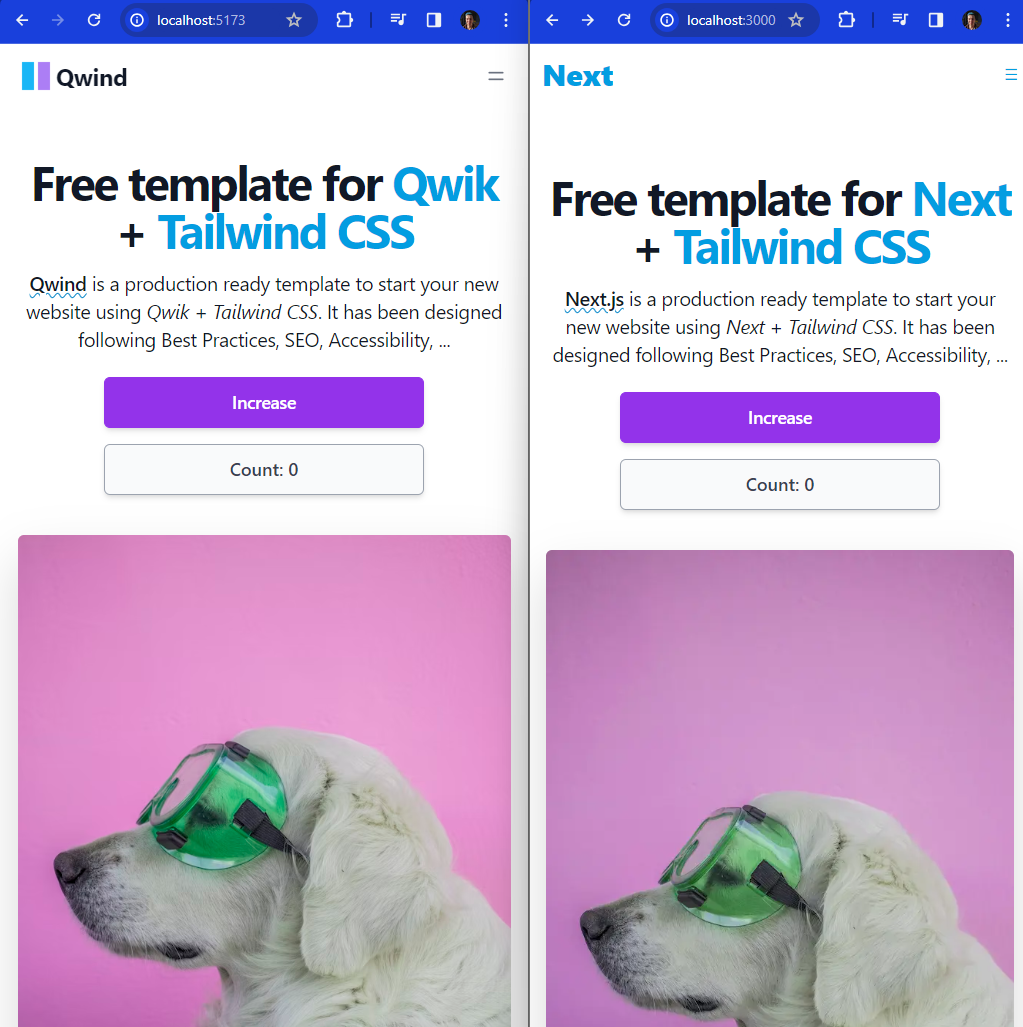 localhost:5173
Qwind
Free template for Qwik
+ Tailwind CSS
Qwind is a production ready template to start your new
website using Qwik + Tailwind CSS. It has been designed
following Best Practices, SEO, Accessibility, ...
Increase
Count: 0
localhost:3000
Next
Free template for Next
+ Tailwind CSS
Next.js is a production ready template to start your
new website using Next + Tailwind CSS. It has been
designed following Best Practices, SEO, Accessibility, ...
Increase
Count: 0